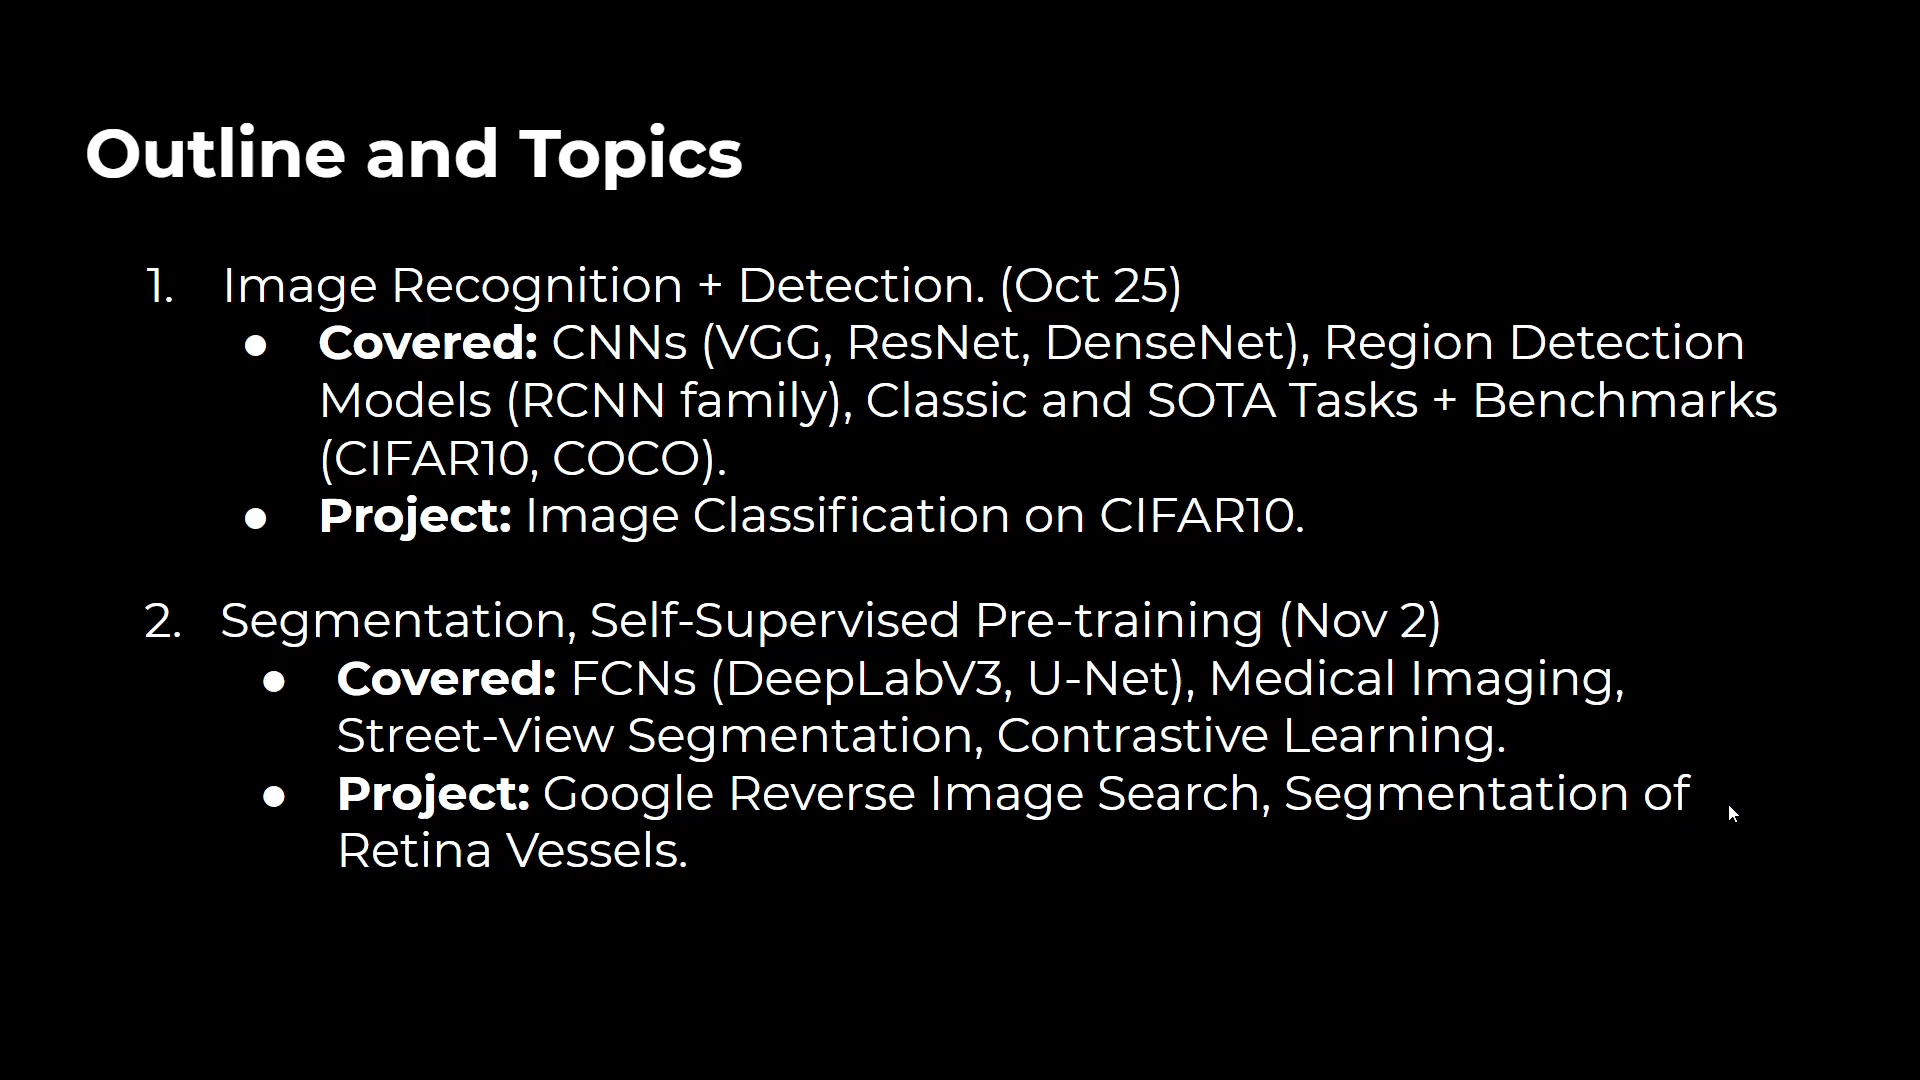 Outline and Topics
1. Image Recognition + Detection. (Oct 25)
● Covered: CNNs (VGG, ResNet, DenseNet), Region Detection
Models (RCNN family), Classic and SOTA Tasks + Benchmarks
(CIFAR10, COCO).
● Project: Image Classification on CIFAR10.
2. Segmentation, Self-Supervised Pre-training (Nov 2)
● Covered: FCNs (DeepLabV3, U-Net), Medical Imaging,
Street-View Segmentation, Contrastive Learning.
● Project: Google Reverse Image Search, Segmentation of
Retina Vessels.